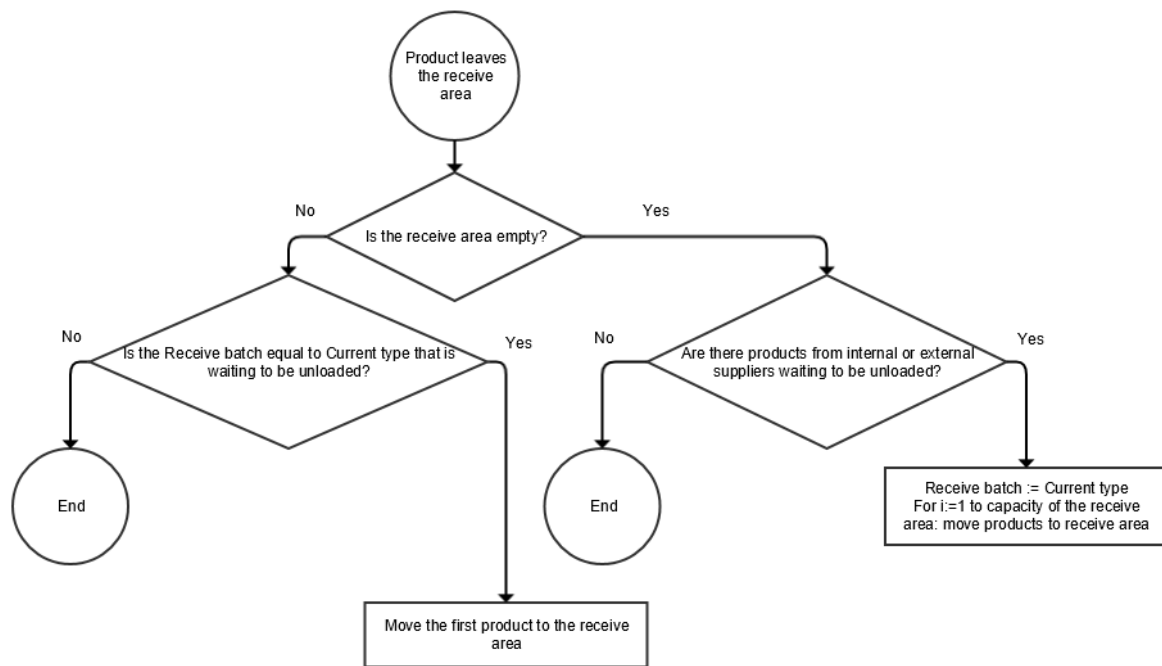 Product leaves
the receive
area
No
Yes
Is the receive area empty?
No
Is the Receive batch equal to Current type that is
waiting to be unloaded?
Yes
No
Are there products from internal or external
suppliers waiting to be unloaded?
Yes
End
End
Receive batch := Current type
For i:=1 to capacity of the receive
area: move products to receive area
Move the first product to the receive
area